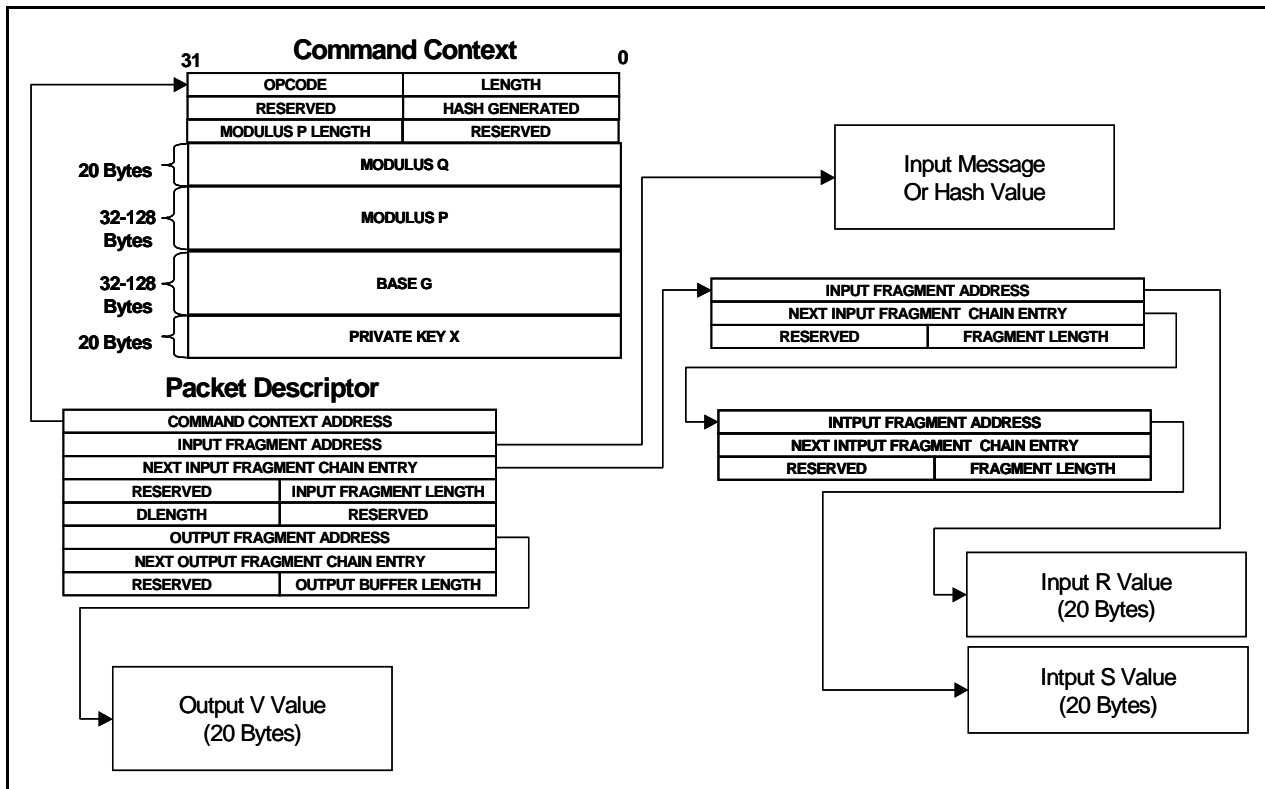 Command Context
31 0
OPCODE LENGTH
RESERVED HASH GENERATED
MODULUS P LENGTH RESERVED
20 Bytes MODULUS Q
32-128
Bytes
MODULUS P
32-128
Bytes
BASE G
20 Bytes PRIVATE KEY X
Packet Descriptor
COMMAND CONTEXT ADDRESS
INPUT FRAGMENT ADDRESS
NEXT INPUT FRAGMENT CHAIN ENTRY
RESERVED INPUT FRAGMENT LENGTH
DLENGTH RESERVED
OUTPUT FRAGMENT ADDRESS
NEXT OUTPUT FRAGMENT CHAIN ENTRY
RESERVED OUTPUT BUFFER LENGTH
Output V Value
(20 Bytes)
Input Message
Or Hash Value
INPUT FRAGMENT ADDRESS
NEXT INPUT FRAGMENT CHAIN ENTRY
RESERVED FRAGMENT LENGTH
INTPUT FRAGMENT ADDRESS
NEXT INTPUT FRAGMENT CHAIN ENTRY
RESERVED FRAGMENT LENGTH
Input R Value
(20 Bytes)
Intput S Value
(20 Bytes)